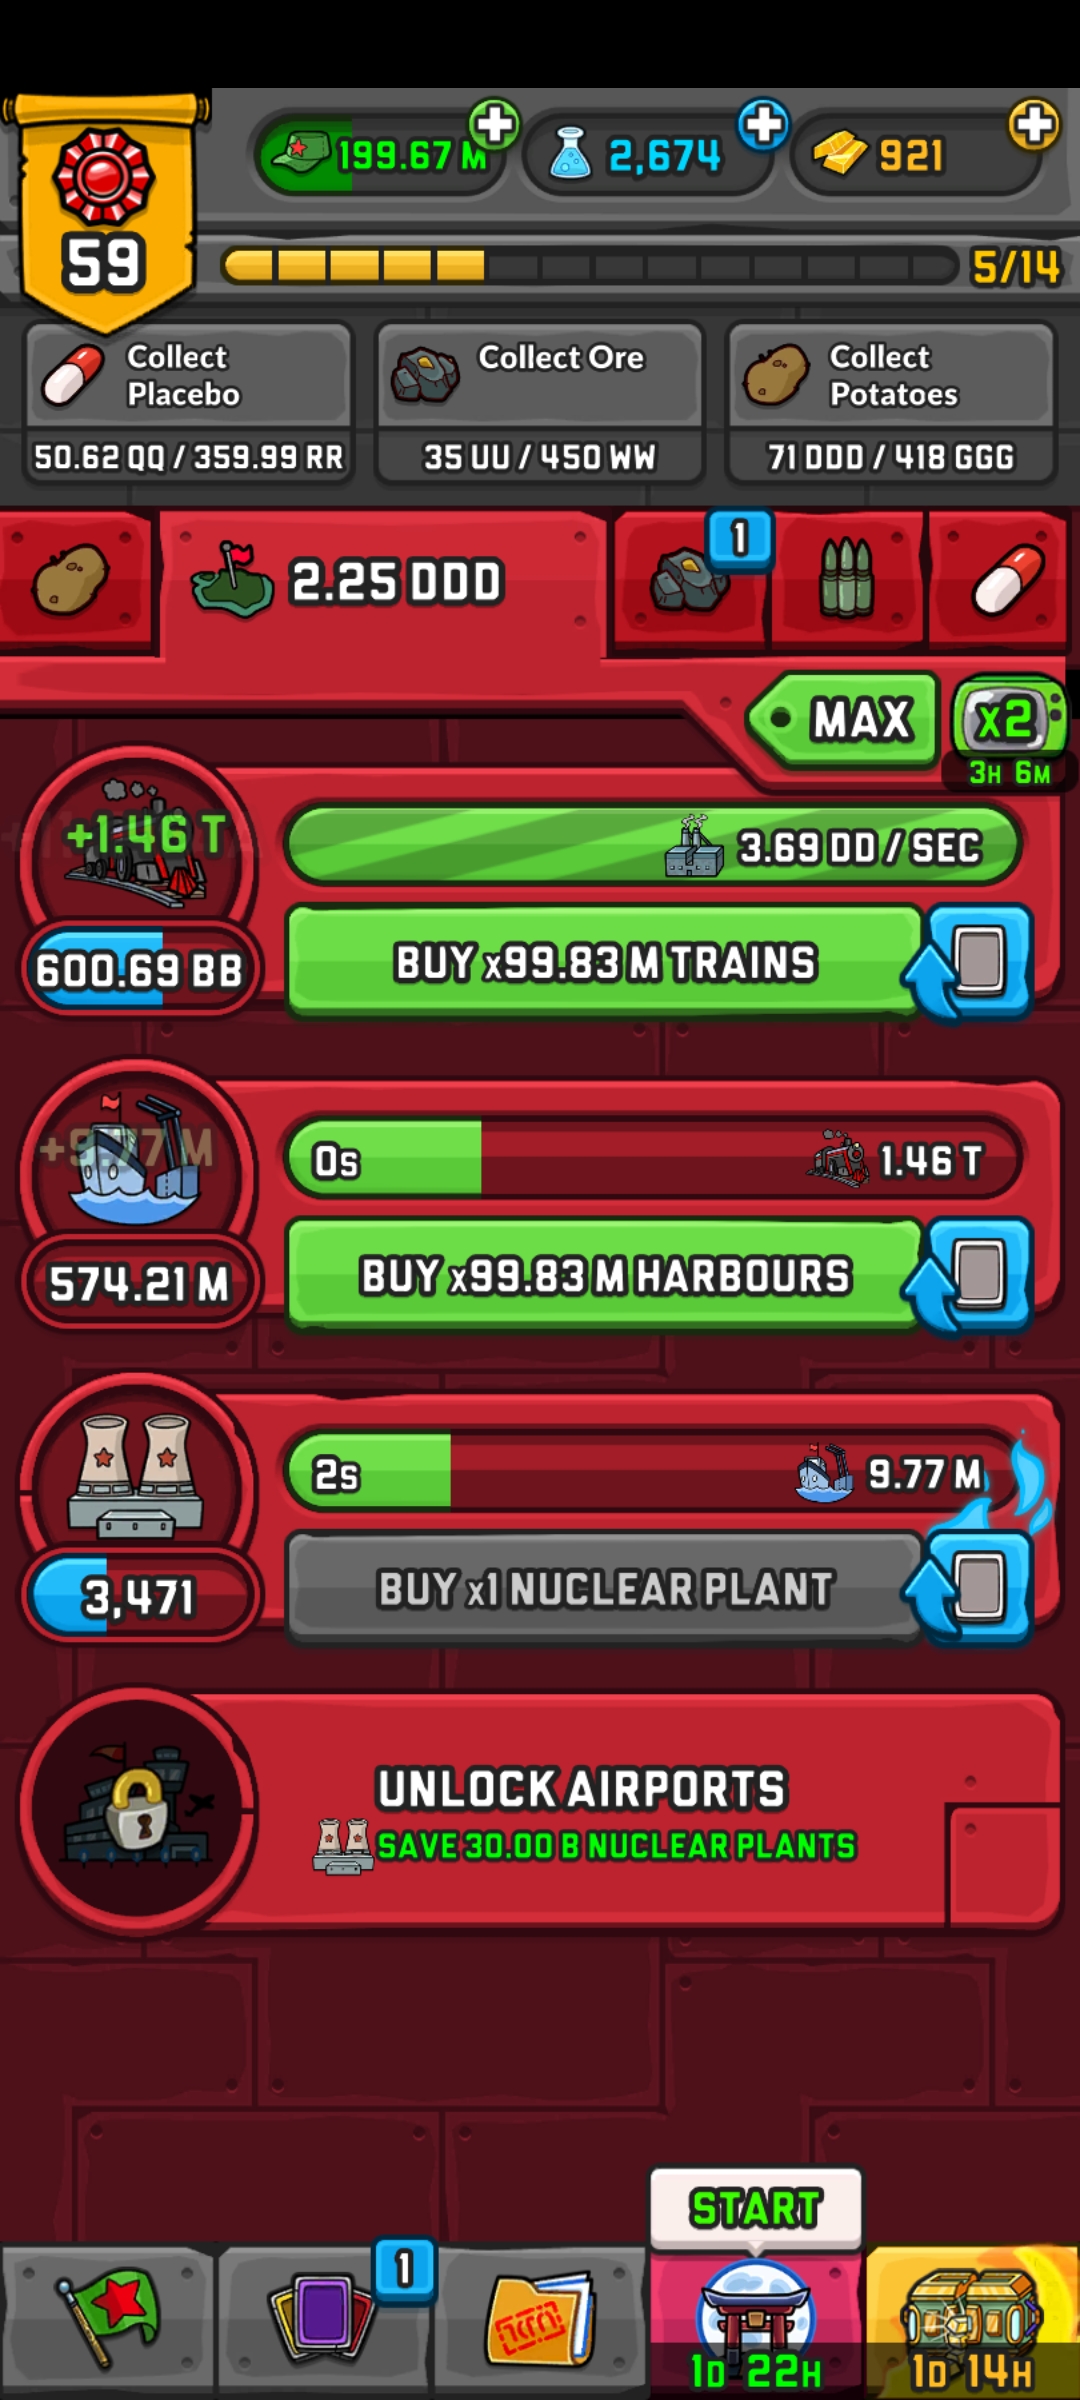 199.67 M
2,674
921
59
5/14
Collect
Placebo
50.62 QQ / 359.99 RR
Collect Ore
35 UU / 450 WW
Collect
Potatoes
71 DDD / 418 GGG
2.25 DDD
1
MAX
x2
3H 6M
+1.46 T
3.69 DD / SEC
600.69 BB
BUY x99.83 M TRAINS
+9.77 M
0s
1.46 T
574.21 M
BUY x99.83 M HARBOURS
2s
9.77 M
3,471
BUY x1 NUCLEAR PLANT
UNLOCK AIRPORTS
SAVE 30.00 B NUCLEAR PLANTS
START
1
1D 22H
1D 14H